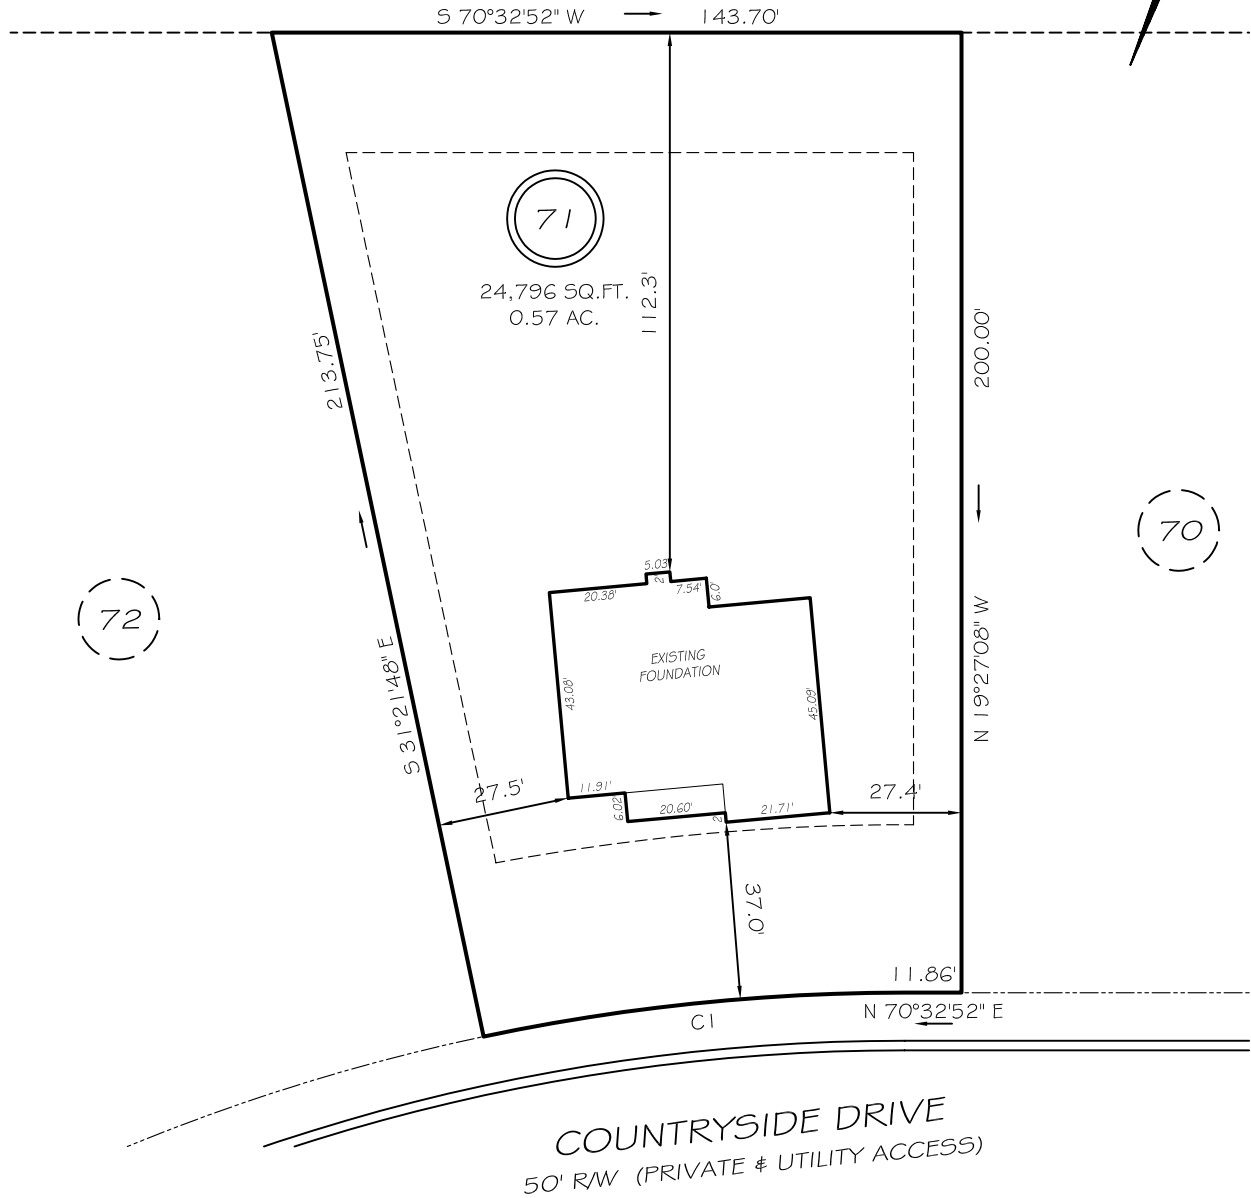 S 70°32'52" W 143.70'
71
24,796 SQ.FT.
0.57 AC.
112.3'
213.75'
200.00'
70
72
S 31°21'48" E
N 19°27'08" W
5.03'
2'
20.38'
7.54'
6.0'
EXISTING
FOUNDATION
43.08'
45.09'
27.5'
11.91'
6.02'
20.60'
2'
21.71'
27.4'
37.0'
11.86'
N 70°32'52" E
C1
COUNTRYSIDE DRIVE
50' R/W (PRIVATE & UTILITY ACCESS)